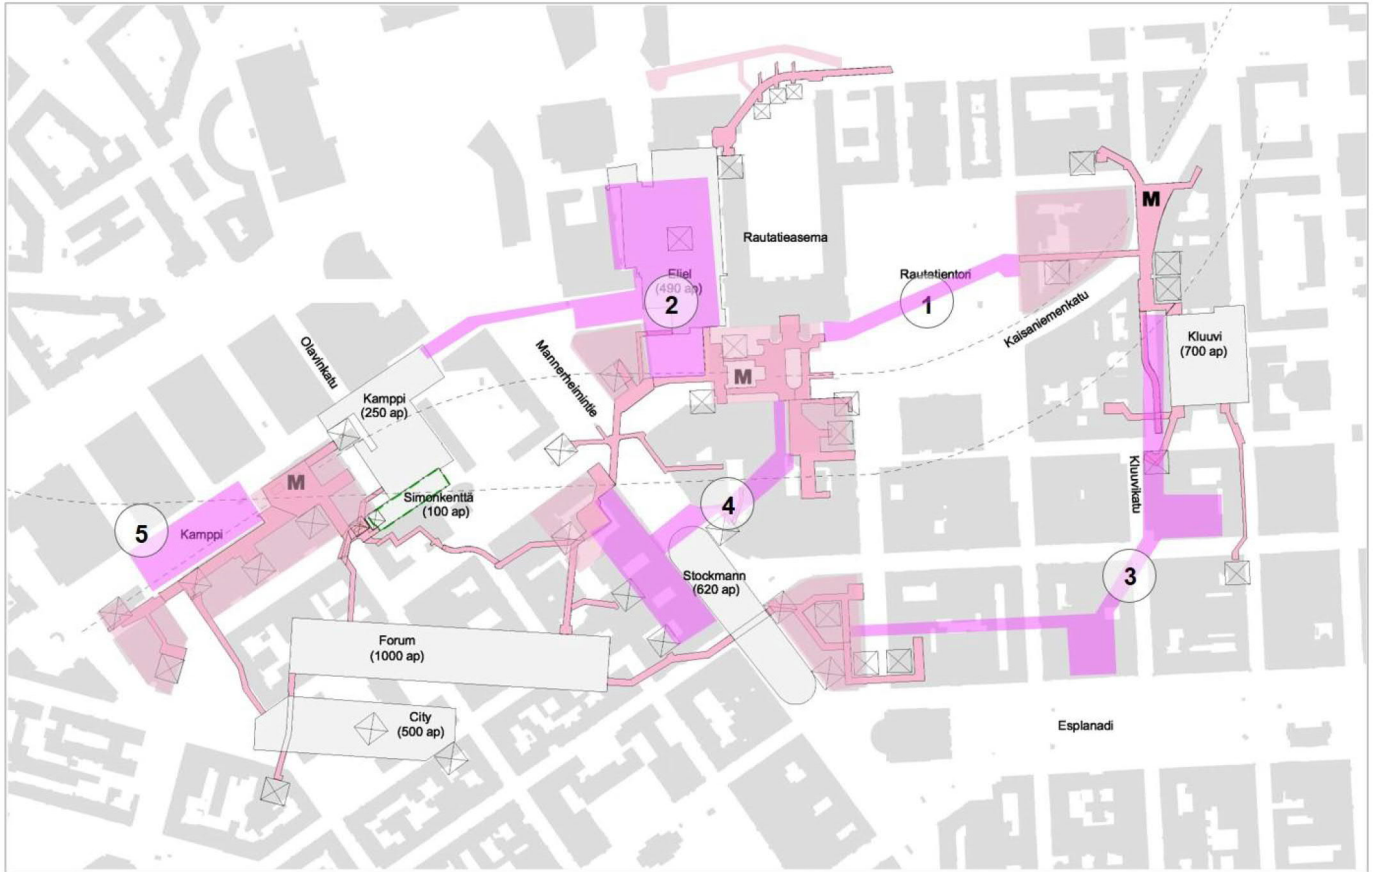 M
Rautatieasema
Eliel
(490 ap)
2
Rautatientori
1
Kaisaniemenkatu
Kluuvi
(700 ap)
Olavinkatu
Mannerheimintie
M
Kamppi
(250 ap)
M
Simonkenttä
(100 ap)
4
Kluuvikatu
5
Kamppi
Stockmann
(620 ap)
3
Forum
(1000 ap)
City
(500 ap)
Esplanadi